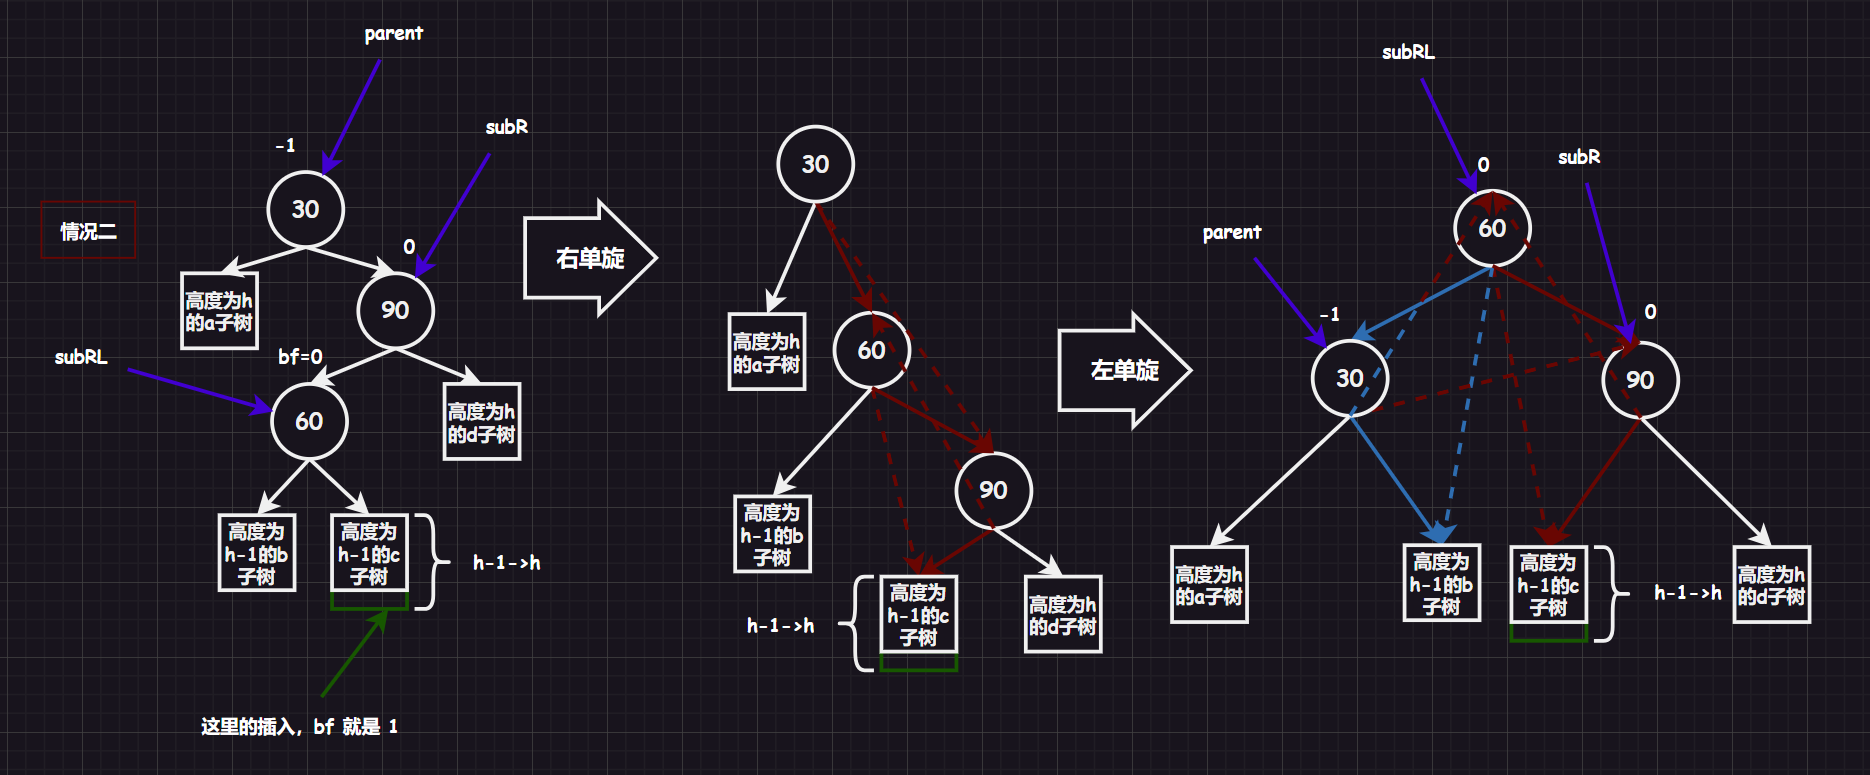 parent
subR
-1
30
情况二
0
高度为h
的a子树
90
subRL
bf=0
60
高度为h
的d子树
高度为
h-1的b
子树
高度为
h-1的c
子树
h-1->h
这里的插入，bf 就是 1
右单旋
30
高度为h
的a子树
60
90
高度为
h-1的b
子树
高度为
h-1的c
子树
h-1->h
高度为h
的d子树
左单旋
subRL
0
subR
60
parent
-1
0
30
90
高度为h
的a子树
高度为
h-1的b
子树
高度为
h-1的c
子树
h-1->h
高度为h
的d子树